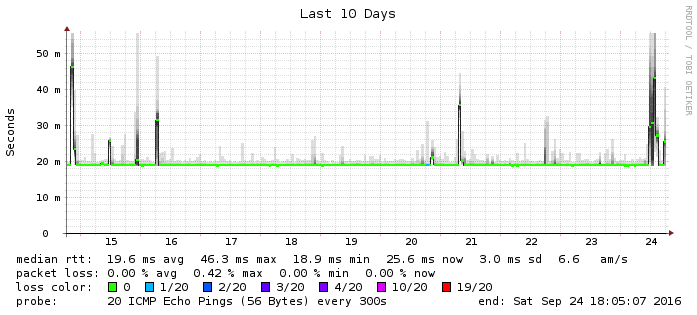 Last 10 Days
RRDTOOL / TOBI OETIKER
Seconds
50 m
40 m
30 m
20 m
10 m
0
15 16 17 18 19 20 21 22 23 24
median rtt: 19.6 ms avg 46.3 ms max 18.9 ms min 25.6 ms now 3.0 ms sd 6.6 am/s
packet loss: 0.00 % avg 0.42 % max 0.00 % min 0.00 % now
loss color: 0 1/20 2/20 3/20 4/20 10/20 19/20
probe: 20 ICMP Echo Pings (56 Bytes) every 300s end: Sat Sep 24 18:05:07 2016